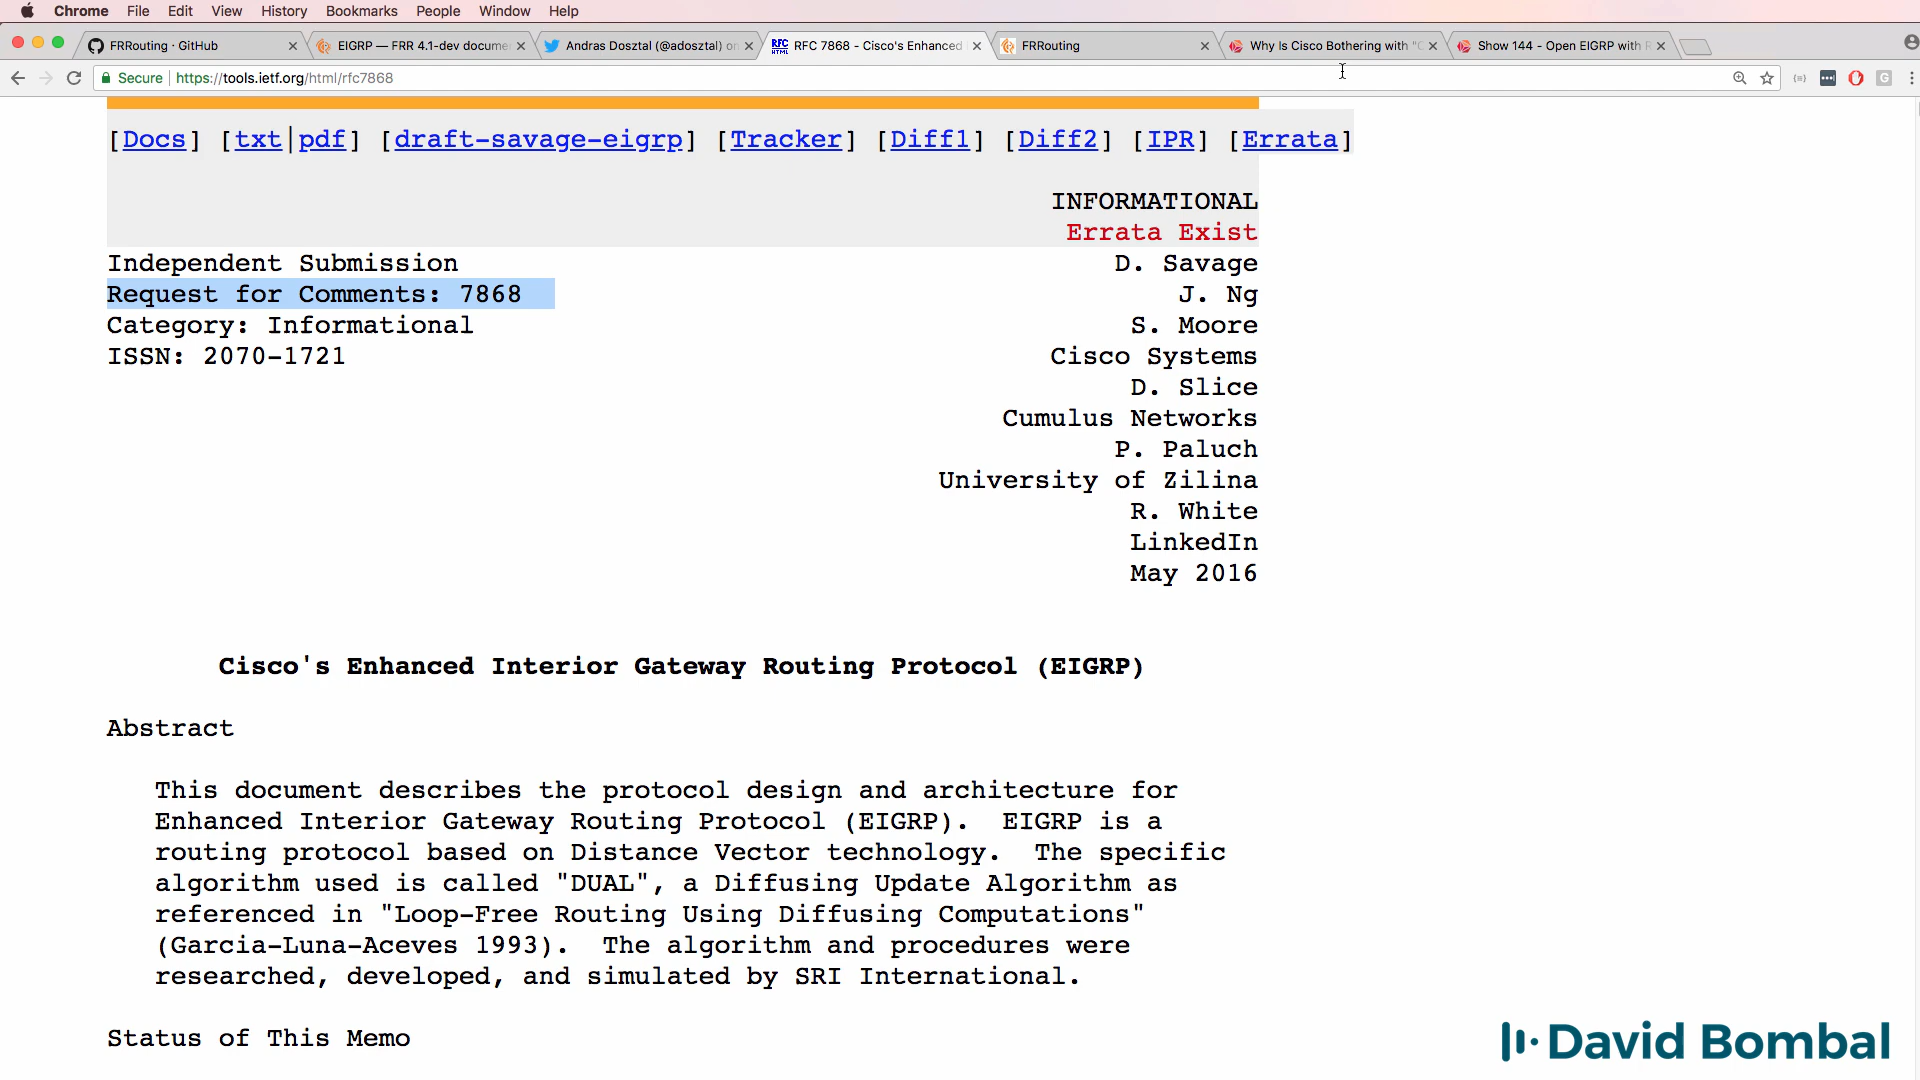 Chrome File Edit View History Bookmarks People Window Help
FRRouting · GitHub
EIGRP — FRR 4.1-dev docume
Andras Dosztal (@adosztal) on
RFC 7868 - Cisco's Enhanced
FRRouting
Why Is Cisco Bothering with "O
Show 144 - Open EIGRP with R
Secure https://tools.ietf.org/html/rfc7868
[Docs] [txt|pdf] [draft-savage-eigrp] [Tracker] [Diff1] [Diff2] [IPR] [Errata]
INFORMATIONAL
Errata Exist
Independent Submission D. Savage
Request for Comments: 7868 J. Ng
Category: Informational S. Moore
ISSN: 2070-1721 Cisco Systems
D. Slice
Cumulus Networks
P. Paluch
University of Zilina
R. White
LinkedIn
May 2016
Cisco's Enhanced Interior Gateway Routing Protocol (EIGRP)
Abstract
This document describes the protocol design and architecture for
Enhanced Interior Gateway Routing Protocol (EIGRP). EIGRP is a
routing protocol based on Distance Vector technology. The specific
algorithm used is called "DUAL", a Diffusing Update Algorithm as
referenced in "Loop-Free Routing Using Diffusing Computations"
(Garcia-Luna-Aceves 1993). The algorithm and procedures were
researched, developed, and simulated by SRI International.
Status of This Memo
David Bombal